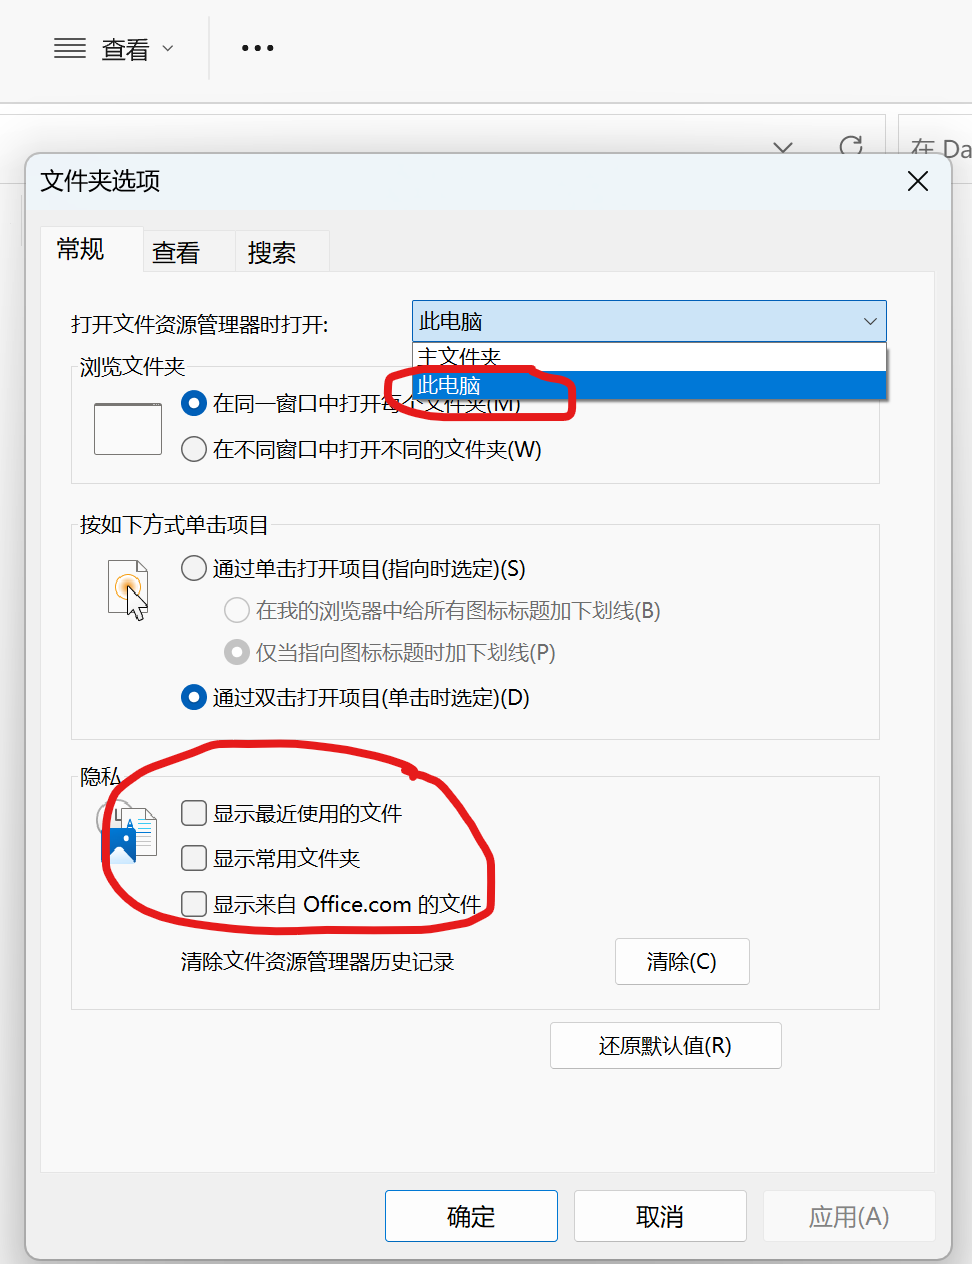 查看
在 Da
文件夹选项
常规 查看 搜索
打开文件资源管理器时打开: 此电脑
主文件夹
此电脑
浏览文件夹
在同一窗口中打开每个文件夹(M)
在不同窗口中打开不同的文件夹(W)
按如下方式单击项目
通过单击打开项目(指向时选定)(S)
在我的浏览器中给所有图标标题加下划线(B)
仅当指向图标标题时加下划线(P)
通过双击打开项目(单击时选定)(D)
隐私
显示最近使用的文件
显示常用文件夹
显示来自 Office.com 的文件
清除文件资源管理器历史记录 清除(C)
还原默认值(R)
确定 取消 应用(A)